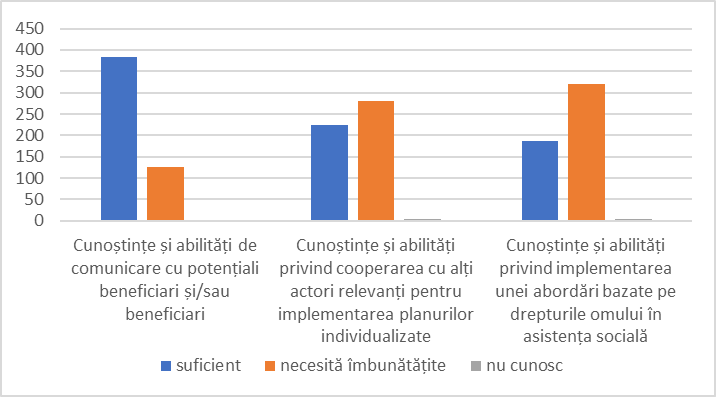 450
400
350
300
250
200
150
100
50
0
Cunoștințe și abilități de
comunicare cu potențiali
beneficiari și/sau
beneficiari
Cunoștințe și abilități
privind cooperarea cu alți
actori relevanți pentru
implementarea planurilor
individualizate
Cunoștințe și abilități
privind implementarea
unei abordări bazate pe
drepturile omului în
asistența socială
suficient necesită îmbunătățite nu cunosc